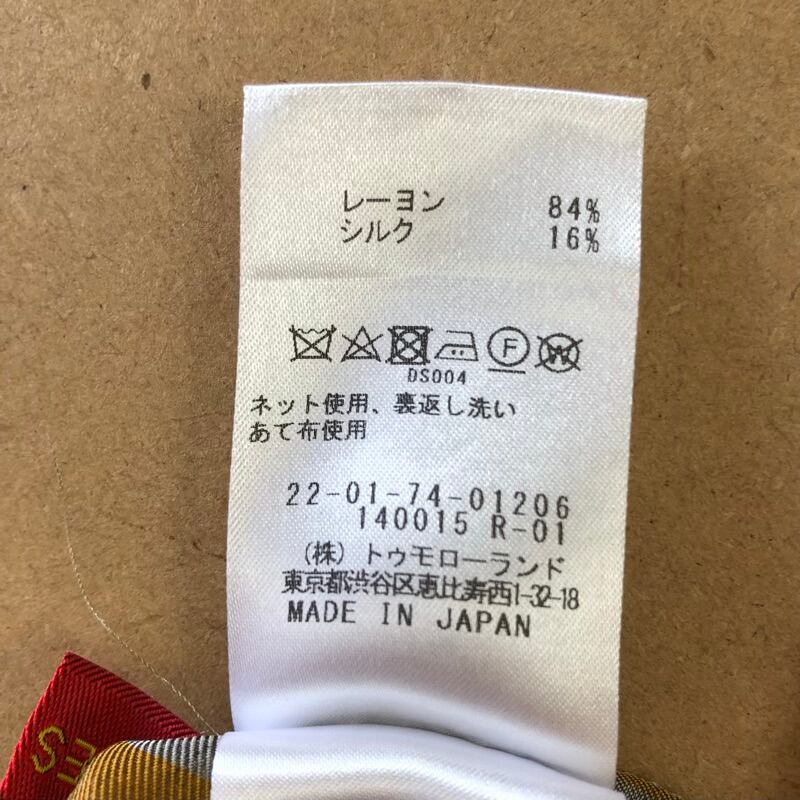 レーヨン 84%
シルク 16%
F W
DS004
ネット使用、裏返し洗い
あて布使用
22-01-74-01206
140015 R-01
(株) トゥモローランド
東京都渋谷区恵比寿西1-32-18
MADE IN JAPAN